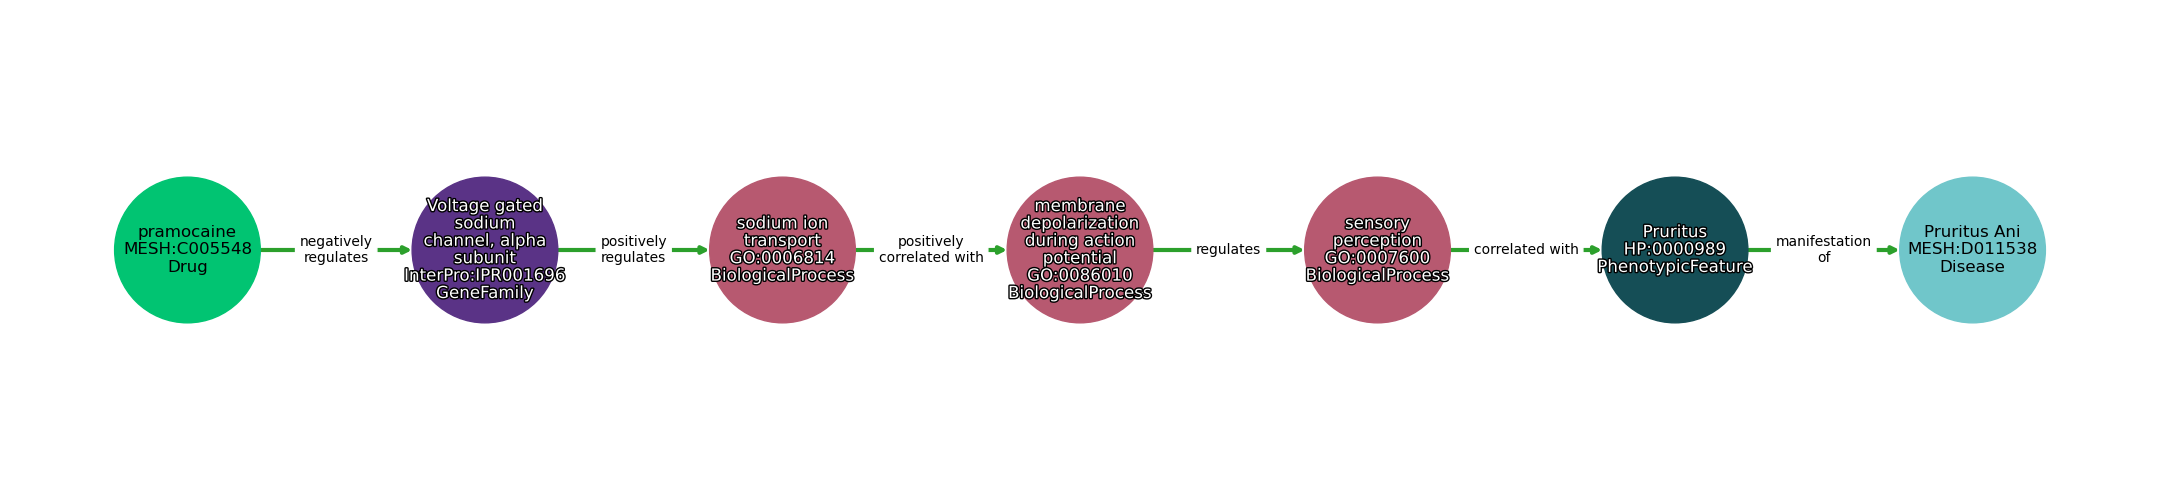 pramocaine
MESH:C005548
Drug
negatively
regulates
Voltage gated
sodium
channel, alpha
subunit
InterPro:IPR001696
GeneFamily
positively
regulates
sodium ion
transport
GO:0006814
BiologicalProcess
positively
correlated with
membrane
depolarization
during action
potential
GO:0086010
BiologicalProcess
regulates
sensory
perception
GO:0007600
BiologicalProcess
correlated with
Pruritus
HP:0000989
PhenotypicFeature
manifestation
of
Pruritus Ani
MESH:D011538
Disease